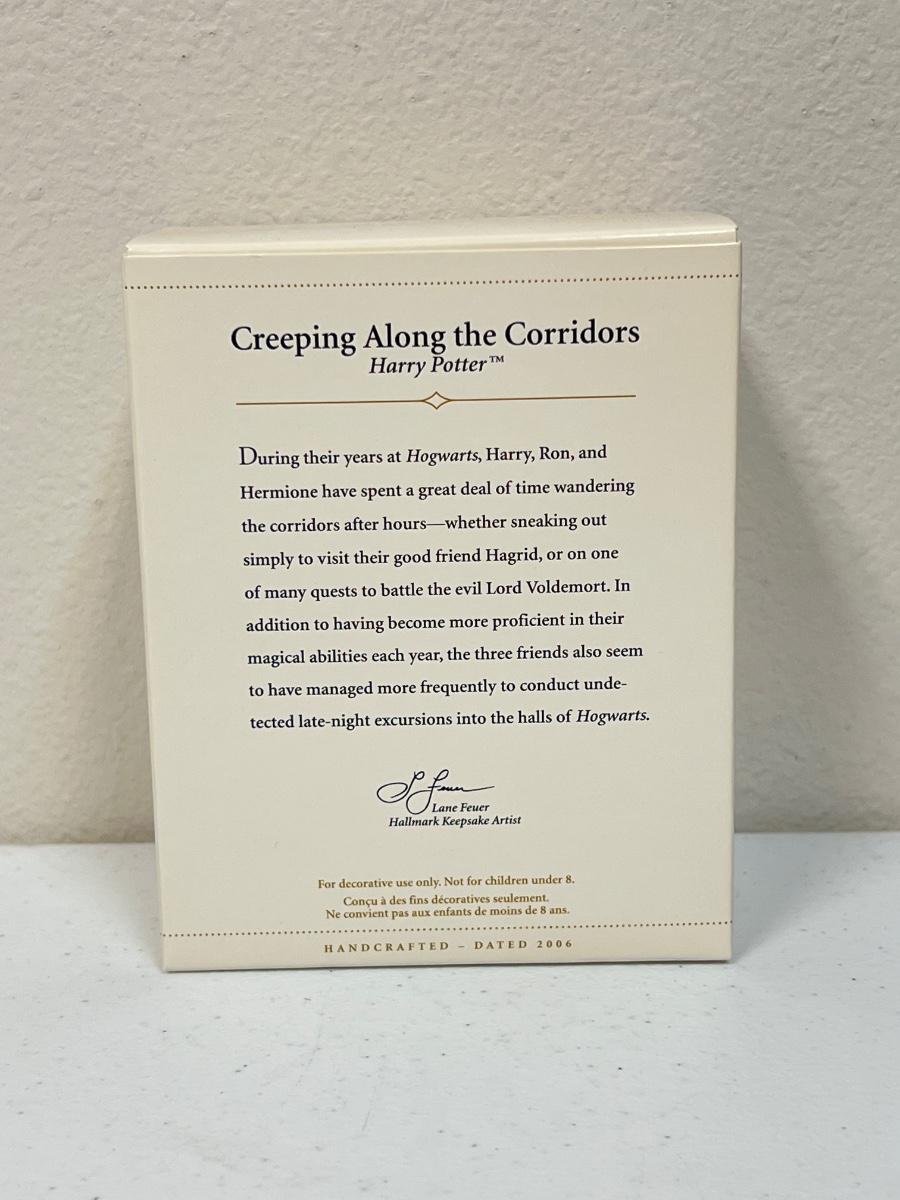 Creeping Along the Corridors
Harry Potter™
During their years at Hogwarts, Harry, Ron, and
Hermione have spent a great deal of time wandering
the corridors after hours—whether sneaking out
simply to visit their good friend Hagrid, or on one
of many quests to battle the evil Lord Voldemort. In
addition to having become more proficient in their
magical abilities each year, the three friends also seem
to have managed more frequently to conduct unde-
tected late-night excursions into the halls of Hogwarts.
L Feuer
Lane Feuer
Hallmark Keepsake Artist
For decorative use only. Not for children under 8.
Conçu à des fins décoratives seulement.
Ne convient pas aux enfants de moins de 8 ans.
HANDCRAFTED – DATED 2006